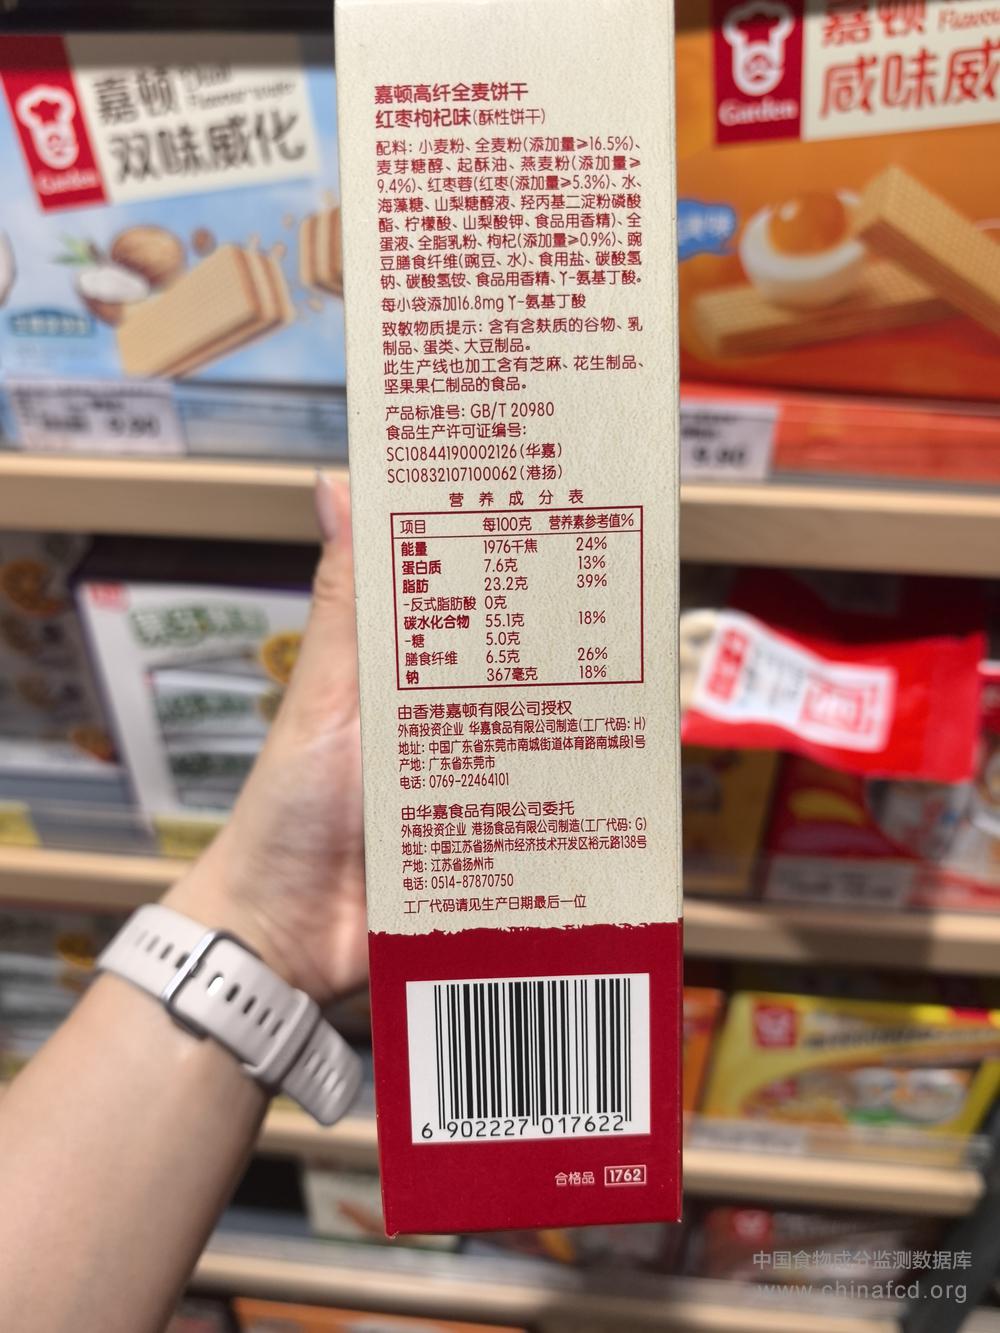 嘉顿高纤全麦饼干
红枣枸杞味(酥性饼干)
配料: 小麦粉、全麦粉(添加量≥16.5%)、
麦芽糖醇、起酥油、燕麦粉(添加量≥
9.4%)、红枣蓉(红枣(添加量≥5.3%)、水、
海藻糖、山梨糖醇液、羟丙基二淀粉磷酸
酯、柠檬酸、山梨酸钾、食品用香精)、全
蛋液、全脂乳粉、枸杞(添加量≥0.9%)、豌
豆膳食纤维(豌豆、水)、食用盐、碳酸氢
钠、碳酸氢铵、食品用香精、γ-氨基丁酸。
每小袋添加16.8mg γ-氨基丁酸
致敏物质提示: 含有含麸质的谷物、乳
制品、蛋类、大豆制品。
此生产线也加工含有芝麻、花生制品、
坚果果仁制品的食品。
产品标准号: GB/T 20980
食品生产许可证编号:
SC10844190002126(华嘉)
SC10832107100062(港扬)
营养成分表
项目 每100克 营养素参考值%
能量 1976千焦 24%
蛋白质 7.6克 13%
脂肪 23.2克 39%
-反式脂肪酸 0克
碳水化合物 55.1克 18%
-糖 5.0克
膳食纤维 6.5克 26%
钠 367毫克 18%
由香港嘉顿有限公司授权
外商投资企业 华嘉食品有限公司制造(工厂代码: H)
地址: 中国广东省东莞市南城街道体育路南城段1号
产地: 广东省东莞市
电话: 0769-22464101
由华嘉食品有限公司委托
外商投资企业 港扬食品有限公司制造(工厂代码: G)
地址: 中国江苏省扬州市经济技术开发区裕元路138号
产地: 江苏省扬州市
电话: 0514-87870750
工厂代码请见生产日期最后一位
6 902227 017622
合格品 1762
Garden
嘉顿
双味威化
Garden
嘉顿
咸味威
中国食物成分监测数据库
www.chinafcd.org